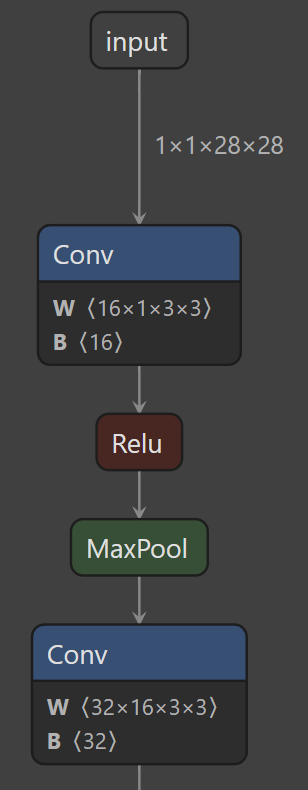 input
1×1×28×28
Conv
W ⟨16×1×3×3⟩
B ⟨16⟩
Relu
MaxPool
Conv
W ⟨32×16×3×3⟩
B ⟨32⟩